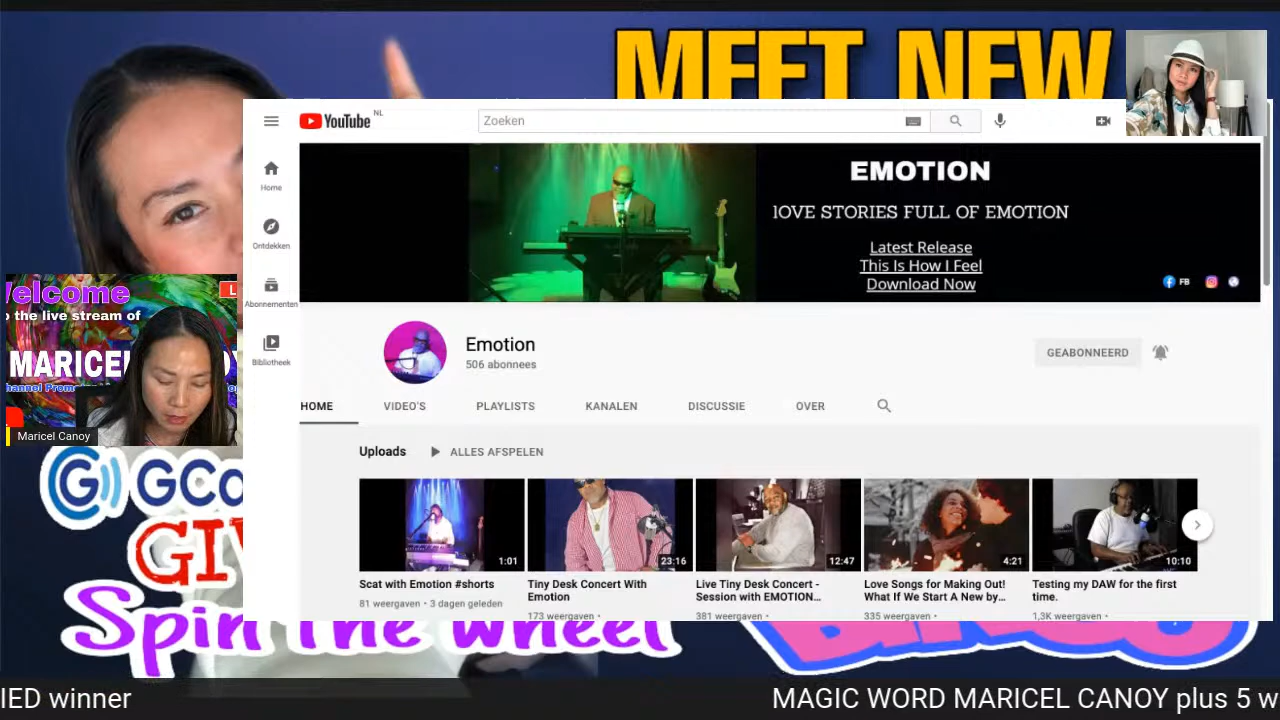 MEET NEW
YouTube NL
Zoeken
Home
Ontdekken
Abonnementen
Bibliotheek
EMOTION
lOVE STORIES FULL OF EMOTION
Latest Release
This Is How I Feel
Download Now
FB
Emotion
506 abonnees
GEABONNEERD
HOME VIDEO'S PLAYLISTS KANALEN DISCUSSIE OVER
Uploads ALLES AFSPELEN
1:01
23:16
12:47
4:21
10:10
Scat with Emotion #shorts
81 weergaven • 3 dagen geleden
Tiny Desk Concert With
Emotion
173 weergaven •
Live Tiny Desk Concert -
Session with EMOTION...
381 weergaven •
Love Songs for Making Out!
What If We Start A New by...
335 weergaven •
Testing my DAW for the first
time.
1,3K weergaven •
Welcome
o the live stream of
MARICEL
hannel Prom
Maricel Canoy
GCo
GIV
Spin the wheel
BINGO
IED winner
MAGIC WORD MARICEL CANOY plus 5 w